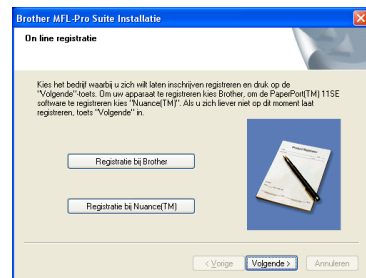 Brother MFL-Pro Suite Installatie
On line registratie
Kies het bedrijf waarbij u zich wilt laten inschrijven registreren en druk op de
"Volgende"-toets. Om uw apparaat te registreren kies Brother, om de PaperPort(TM) 11SE
software te registreren kies "Nuance(TM)". Als u zich liever niet op dit moment laat
registreren, toets "Volgende" in.
Registratie bij Brother
Registratie bij Nuance(TM)
< Vorige
Volgende >
Annuleren